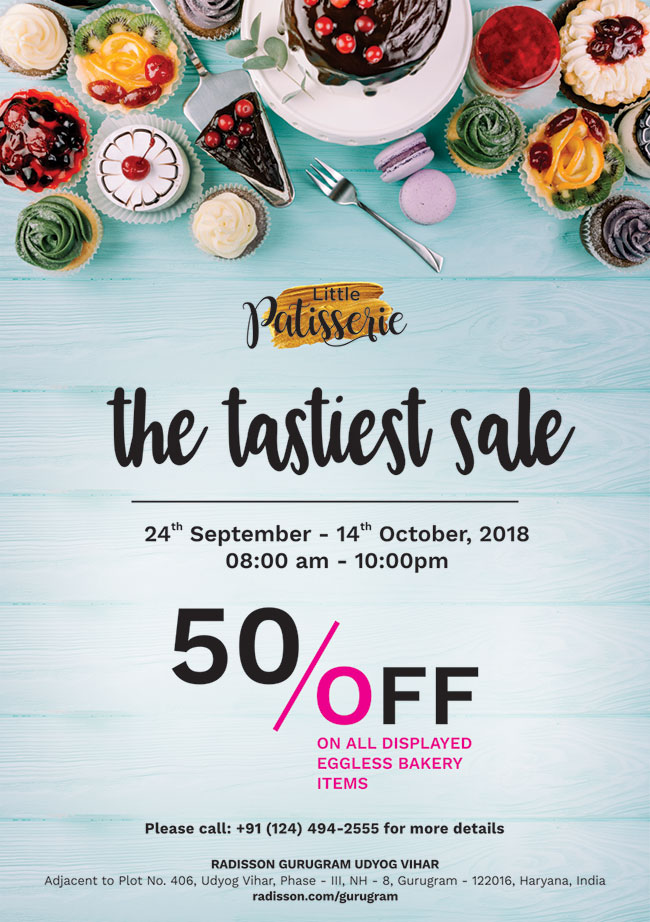 Little
Patisserie
the tastiest sale
24th September - 14th October, 2018
08:00 am - 10:00pm
50/OFF
ON ALL DISPLAYED
EGGLESS BAKERY
ITEMS
Please call: +91 (124) 494-2555 for more details
RADISSON GURUGRAM UDYOG VIHAR
Adjacent to Plot No. 406, Udyog Vihar, Phase - III, NH - 8, Gurugram - 122016, Haryana, India
radisson.com/gurugram